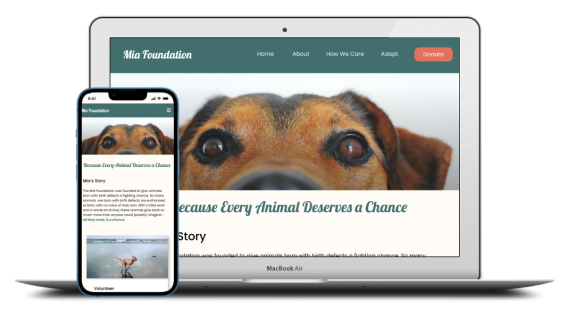 Mia Foundation
Home About How We Care Adopt Donate
ecause Every Animal Deserves a Chance
Story
ndation was founded to give animals born with birth defects a fighting chance. So many
MacBook Air
9:41
Mia Foundation
Because Every Animal Deserves a Chance
Mia's Story
The Mia Foundation was founded to give animals
born with birth defects a fighting chance. So many
animals are born with birth defects are euthanized
at birth, with no voice of their own. With a little work
and a whole lot of love, these animals give back so
much more than anyone could possibly imagine -
all they need, is a chance.
Volunteer